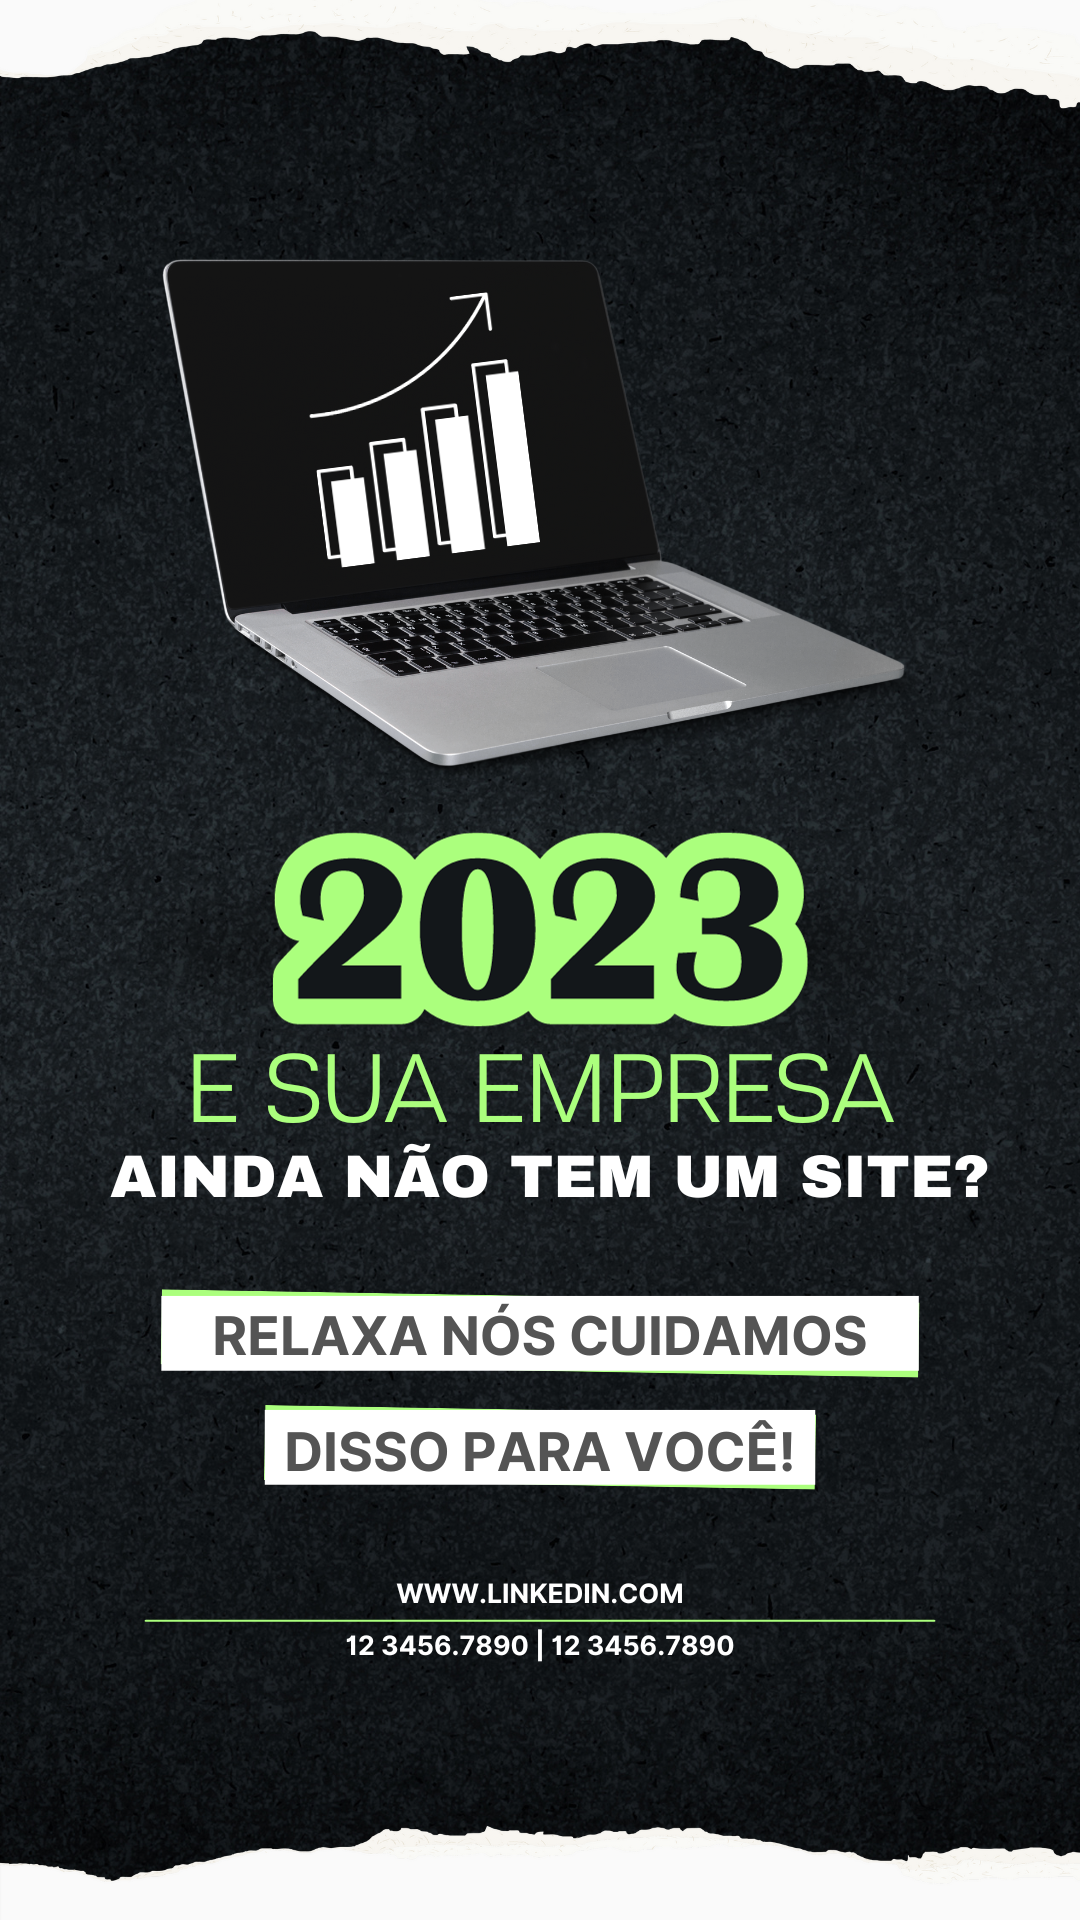 2023
E SUA EMPRESA
AINDA NÃO TEM UM SITE?
RELAXA NÓS CUIDAMOS
DISSO PARA VOCÊ!
WWW.LINKEDIN.COM
12 3456.7890 | 12 3456.7890